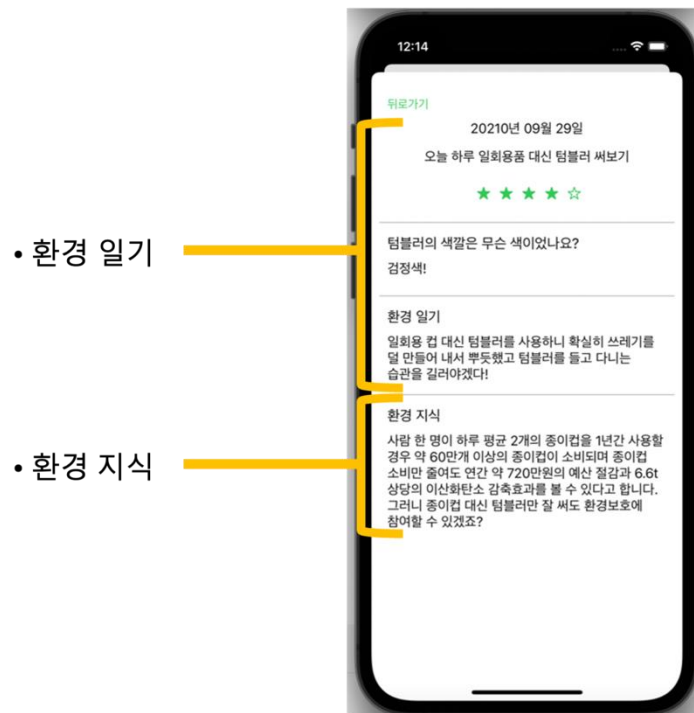 12:14
뒤로가기
20210년 09월 29일
오늘 하루 일회용품 대신 텀블러 써보기
★ ★ ★ ★ ☆
텀블러의 색깔은 무슨 색이었나요?
검정색!
• 환경 일기
환경 일기
일회용 컵 대신 텀블러를 사용하니 확실히 쓰레기를
덜 만들어 내서 뿌듯했고 텀블러를 들고 다니는
습관을 길러야겠다!
• 환경 지식
환경 지식
사람 한 명이 하루 평균 2개의 종이컵을 1년간 사용할
경우 약 60만개 이상의 종이컵이 소비되며 종이컵
소비만 줄여도 연간 약 720만원의 예산 절감과 6.6t
상당의 이산화탄소 감축효과를 볼 수 있다고 합니다.
그러니 종이컵 대신 텀블러만 잘 써도 환경보호에
참여할 수 있겠죠?